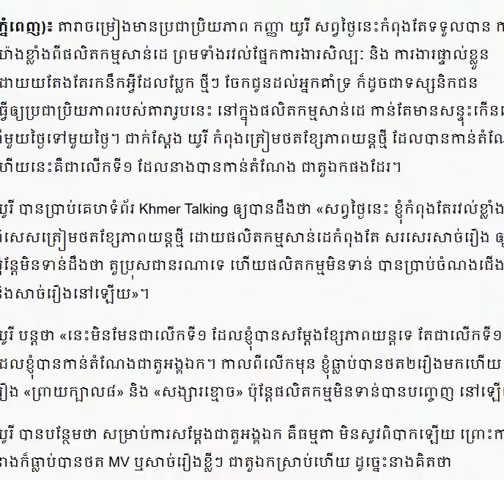 ភ្នំពេញ)៖ តារាចម្រៀងមានប្រជាប្រិយភាព កញ្ញា យូរី សព្វថ្ងៃនេះកំពុងតែទទួលបាន កា
យ៉ាងខ្លាំងពីផលិតកម្មសាន់ដេ ព្រមទាំងរវល់ផ្នែកការងារសិល្បៈ និង ការងារផ្ទាល់ខ្លួន
ដោយយតែងតែរកនឹកអ្វីដែលប្លែក ថ្មីៗ ចែកជូនដល់អ្នកគាំទ្រ ក៏ដូចជាទស្សនិកជន
ធ្វើឲ្យប្រជាប្រិយភាពរបស់តារារូបនេះ នៅក្នុងផលិតកម្មសាន់ដេ កាន់តែមានសន្ទុះកើន
ពីមួយថ្ងៃទៅមួយថ្ងៃ។ ជាក់ស្តែង យូរី កំពុងត្រៀមថតខ្សែភាពយន្តថ្មី ដែលបានកាន់តំណែ
ហើយនេះគឺជាលើកទី១ ដែលនាងបានកាន់តំណែង ជាតួឯកផងដែរ។
យូរី បានប្រាប់គេហទំព័រ Khmer Talking ឲ្យបានដឹងថា «សព្វថ្ងៃនេះ ខ្ញុំកំពុងតែរវល់ខ្លាំង
ពិសេសត្រៀមថតខ្សែភាពយន្តថ្មី ដោយផលិតកម្មសាន់ដេកំពុងតែ សរសេរសាច់រឿង ឲ្យ
ប៉ុន្តែមិនទាន់ដឹងថា តួប្រុសជានរណាទេ ហើយផលិតកម្មមិនទាន់ បានប្រាប់ចំណងជើង
និងសាច់រឿងនៅឡើយ»។
យូរី បន្តថា «នេះមិនមែនជាលើកទី១ ដែលខ្ញុំបានសម្តែងខ្សែភាពយន្តទេ តែជាលើកទី១
ដែលខ្ញុំបានកាន់តំណែងជាតួអង្គឯក។ កាលពីលើកមុន ខ្ញុំធ្លាប់បានថត២រឿងមកហើយ
រឿង «ព្រាយក្បាល៨» និង «សង្សារខ្មោច» ប៉ុន្តែផលិតកម្មមិនទាន់បានបញ្ចេញ នៅឡើ
យូរី បានបន្ថែមថា សម្រាប់ការសម្តែងជាតួអង្គឯក គឺធម្មតា មិនសូវពិបាកឡើយ ព្រោះកា
នាងក៏ធ្លាប់បានថត MV ឬសាច់រឿងខ្លីៗ ជាតួឯកស្រាប់ហើយ ដូច្នេះនាងគិតថា